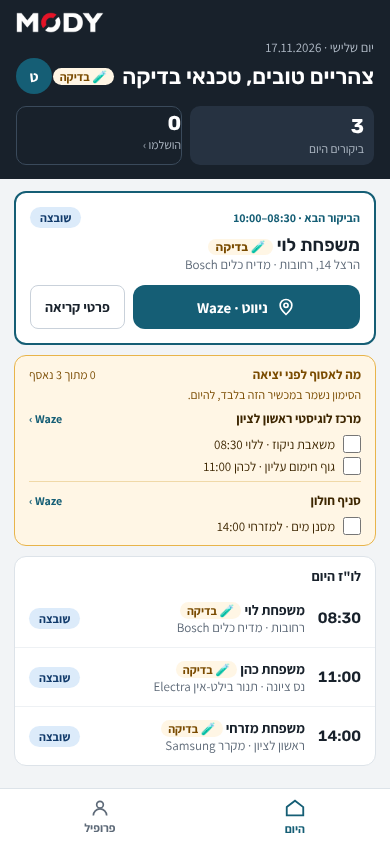 MODY
יום שלישי · 17.11.2026
צהריים טובים, טכנאי בדיקה 🧪 בדיקה
ט
3
ביקורים היום
0
הושלמו ›
הביקור הבא · 08:30–10:00
שובצה
משפחת לוי 🧪 בדיקה
הרצל 14, רחובות · מדיח כלים Bosch
ניווט · Waze
פרטי קריאה
מה לאסוף לפני יציאה
0 מתוך 3 נאסף
הסימון נשמר במכשיר הזה בלבד, להיום.
מרכז לוגיסטי ראשון לציון
Waze ›
משאבת ניקוז · ללוי 08:30
גוף חימום עליון · לכהן 11:00
סניף חולון
Waze ›
מסנן מים · למזרחי 14:00
לו"ז היום
08:30
משפחת לוי 🧪 בדיקה
רחובות · מדיח כלים Bosch
שובצה
11:00
משפחת כהן 🧪 בדיקה
נס ציונה · תנור בילט-אין Electra
שובצה
14:00
משפחת מזרחי 🧪 בדיקה
ראשון לציון · מקרר Samsung
שובצה
היום
פרופיל